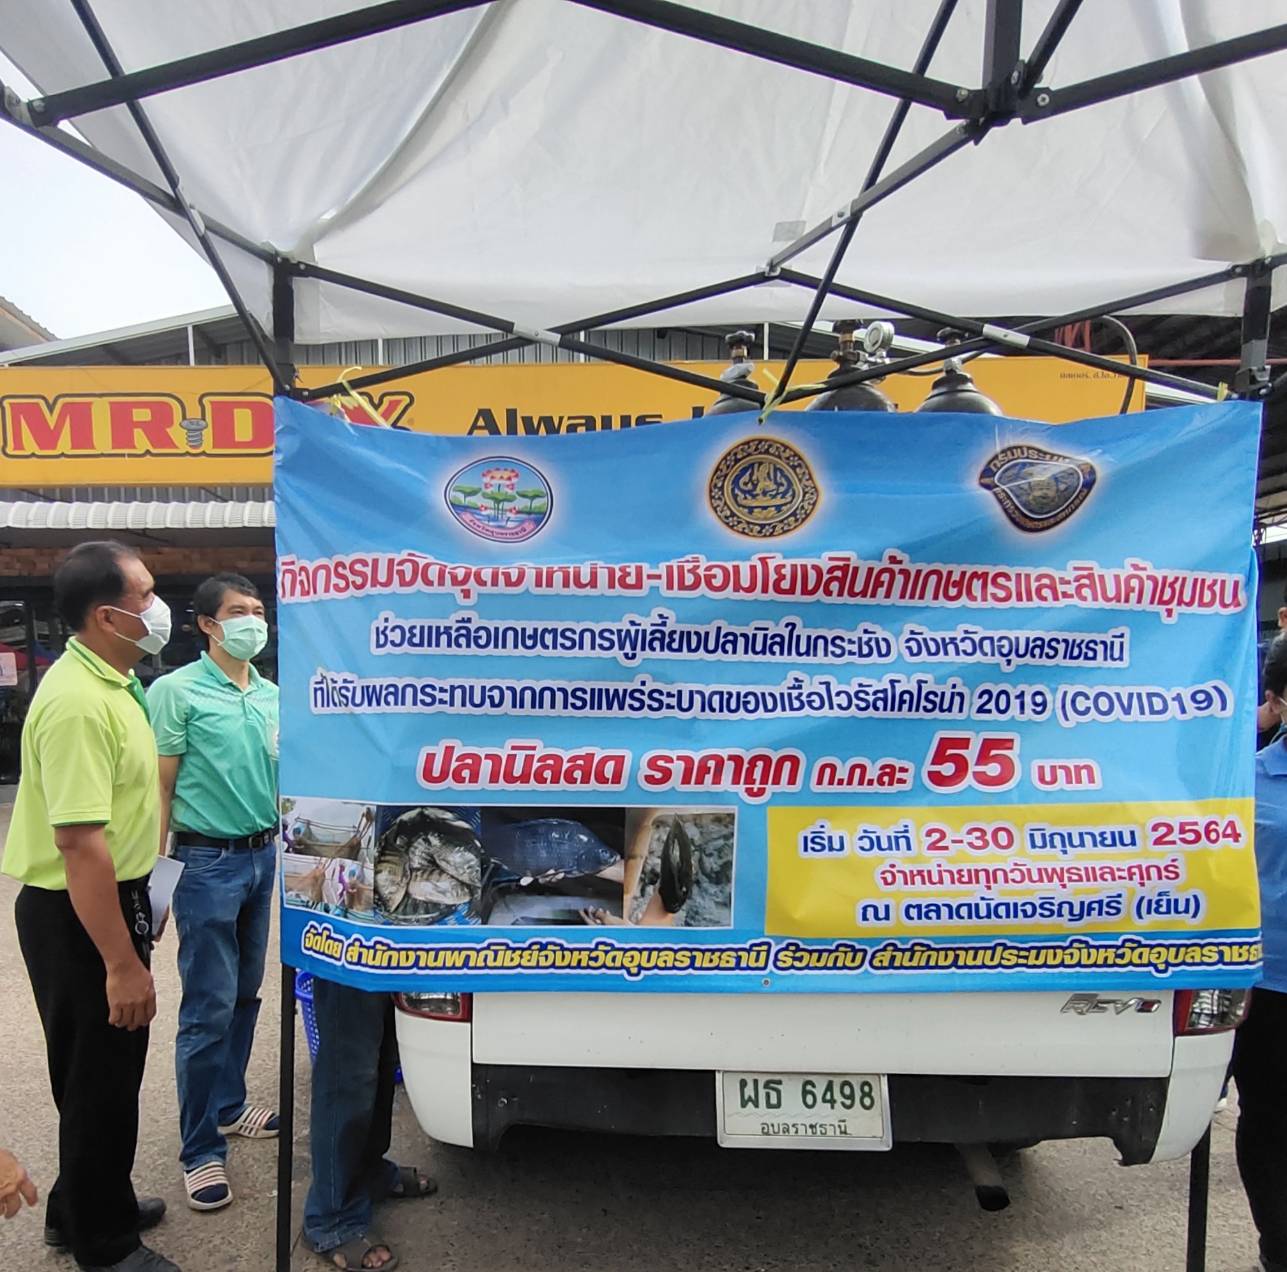 MR.D
Always
กรมประมง
กิจกรรมจัดจุดจำหน่าย-เชื่อมโยงสินค้าเกษตรและสินค้าชุมชน
ช่วยเหลือเกษตรกรผู้เลี้ยงปลานิลในกระชัง จังหวัดอุบลราชธานี
ที่ได้รับผลกระทบจากการแพร่ระบาดของเชื้อไวรัสโคโรน่า 2019 (COVID19)
ปลานิลสด ราคาถูก ก.ก.ละ 55 บาท
เริ่ม วันที่ 2-30 มิถุนายน 2564
จำหน่ายทุกวันพุธและศุกร์
ณ ตลาดนัดเจริญศรี (เย็น)
จัดโดย สำนักงานพาณิชย์จังหวัดอุบลราชธานี ร่วมกับ สำนักงานประมงจังหวัดอุบลราชธ
REVO
ผธ 6498
อุบลราชธานี